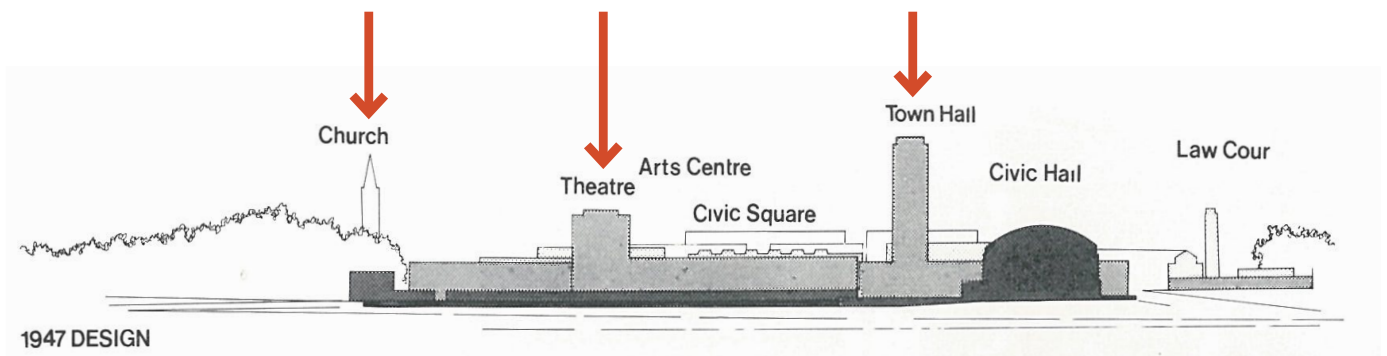 Church
Theatre
Arts Centre
Civic Square
Town Hall
Civic Hall
Law Cour
1947 DESIGN